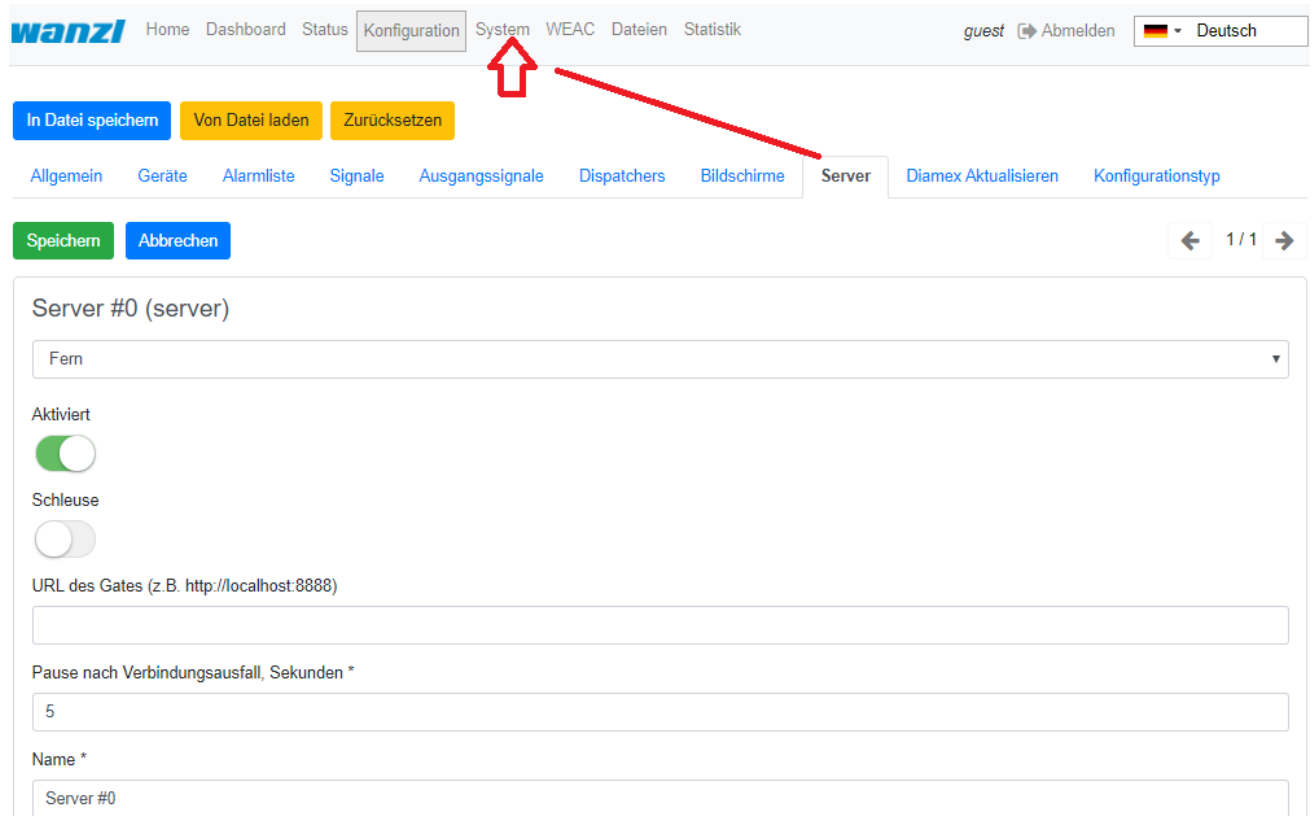 wanzl Home Dashboard Status Konfiguration System WEAC Dateien Statistik guest Abmelden Deutsch
In Datei speichern Von Datei laden Zurücksetzen
Allgemein Geräte Alarmliste Signale Ausgangssignale Dispatchers Bildschirme Server Diamex Aktualisieren Konfigurationstyp
Speichern Abbrechen 1 / 1
Server #0 (server)
Fern
Aktiviert
Schleuse
URL des Gates (z.B. http://localhost:8888)
Pause nach Verbindungsausfall, Sekunden *
5
Name *
Server #0